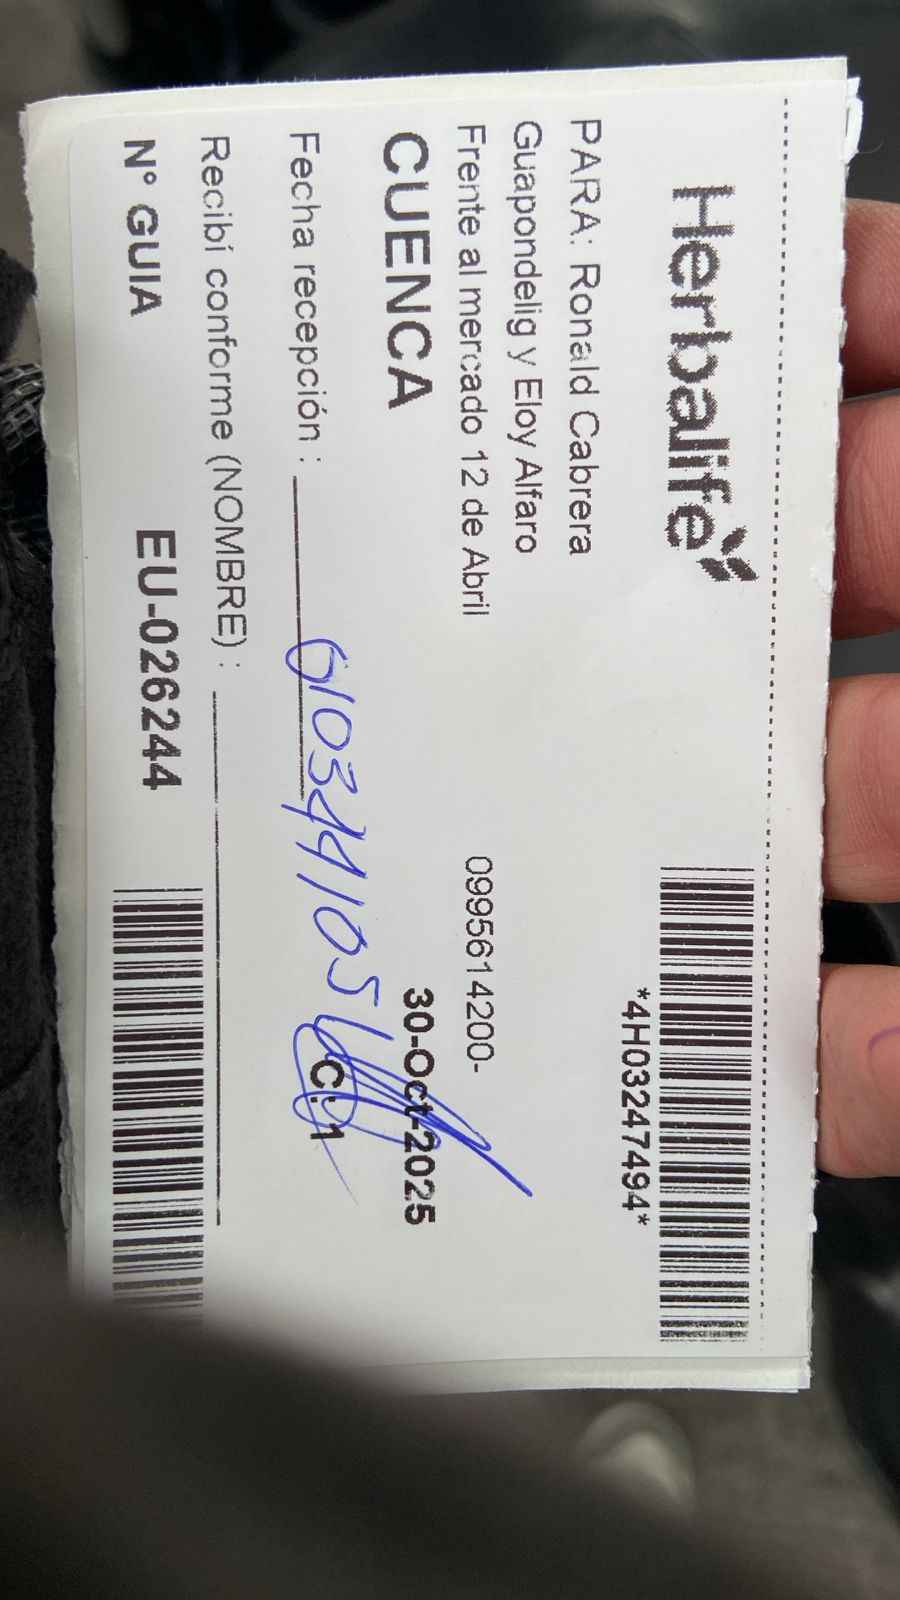 Herbalife
*4H03247494*
PARA: Ronald Cabrera
Guapondelig y Eloy Alfaro
Frente al mercado 12 de Abril
0995614200-
CUENCA
30-Oct-2025
Fecha recepción :
0103441051
C: 1
Recibí conforme (NOMBRE) :
N° GUIA
EU-026244